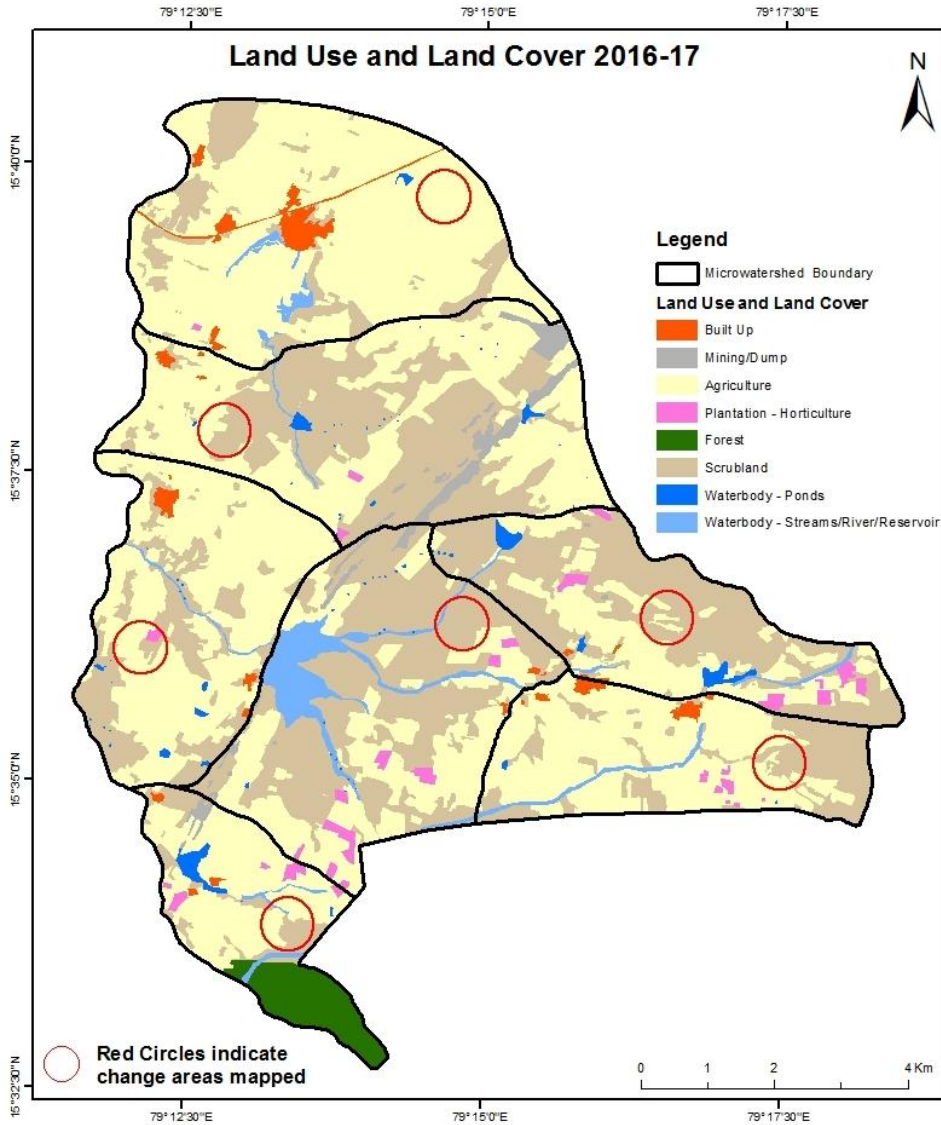 79°12'30"E 79°15'0"E 79°17'30"E
Land Use and Land Cover 2016-17
N
15°40'0"N
Legend
Microwatershed Boundary
Land Use and Land Cover
Built Up
Mining/Dump
Agriculture
Plantation - Horticulture
Forest
Scrubland
Waterbody - Ponds
Waterbody - Streams/River/Reservoir
15°37'30"N
15°35'0"N
15°32'30"N
Red Circles indicate
change areas mapped
0 1 2 4 Km
79°12'30"E 79°15'0"E 79°17'30"E